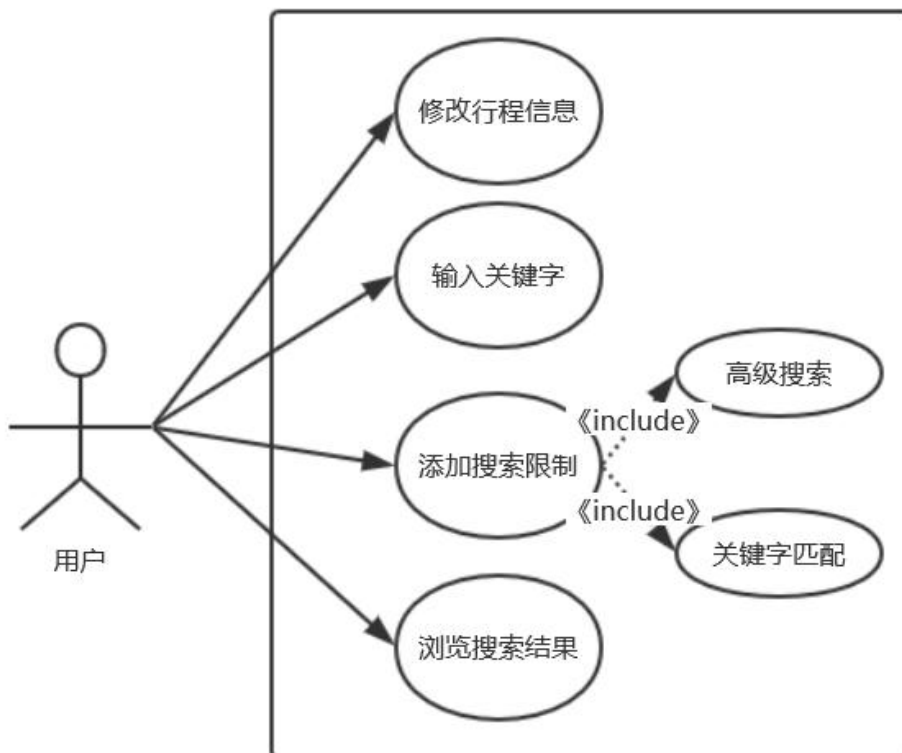 修改行程信息
输入关键字
高级搜索
《include》
添加搜索限制
《include》
关键字匹配
用户
浏览搜索结果